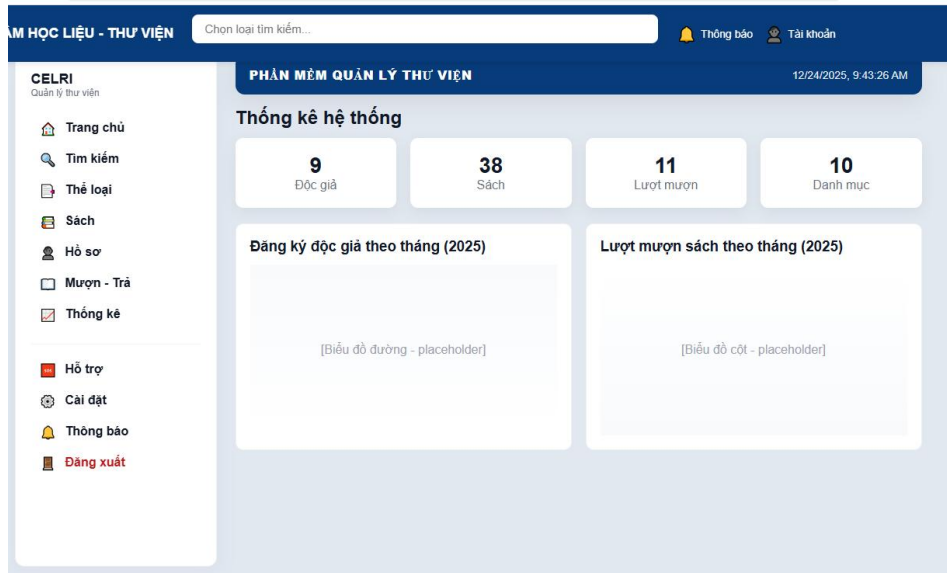 HỌC LIỆU - THƯ VIỆN
Chọn loại tìm kiếm...
Thông báo
Tài khoản
CELRI
Quản lý thư viện
Trang chủ
Tìm kiếm
Thể loại
Sách
Hồ sơ
Mượn - Trả
Thống kê
Hỗ trợ
Cài đặt
Thông báo
Đăng xuất
PHẦN MỀM QUẢN LÝ THƯ VIỆN
12/24/2025, 9:43:26 AM
Thống kê hệ thống
9
Độc giả
38
Sách
11
Lượt mượn
10
Danh mục
Đăng ký độc giả theo tháng (2025)
[Biểu đồ đường - placeholder]
Lượt mượn sách theo tháng (2025)
[Biểu đồ cột - placeholder]